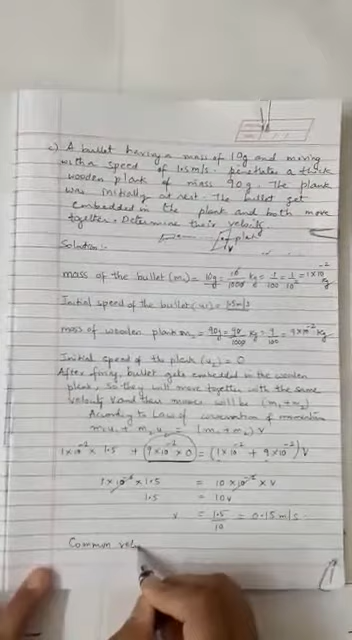 c) A bullet having a mass of 10g and moving
with a speed of 1.5m/s. penetrates a thick
wooden plank of mass 90g. The plank
was initially at rest. The bullet get
embedded in the plank and both move
together. Determine their velocity
plank
Solution:-
mass of the bullet (m₁) = 10g = 10/1000 kg = 1/100 = 1/10² = 1×10⁻² kg
Initial speed of the bullet (u₁) = 1.5m/s
mass of wooden plank m₂ = 90g = 90/1000 kg = 9/100 = 9×10⁻² kg
Initial speed of the plank (u₂) = 0
After firing, bullet gets embedded in the wooden
plank, so they will move together with the same
velocity V and their masses will be (m₁+m₂)
According to Law of conservation of momentum
m₁u₁ + m₂u₂ = (m₁+m₂) V
1×10⁻² × 1.5 + (9×10⁻² × 0) = (1×10⁻² + 9×10⁻²) V
1×10⁻² × 1.5 = 10×10⁻² × V
1.5 = 10V
V = 1.5/10 = 0.15 m/s
Common velo